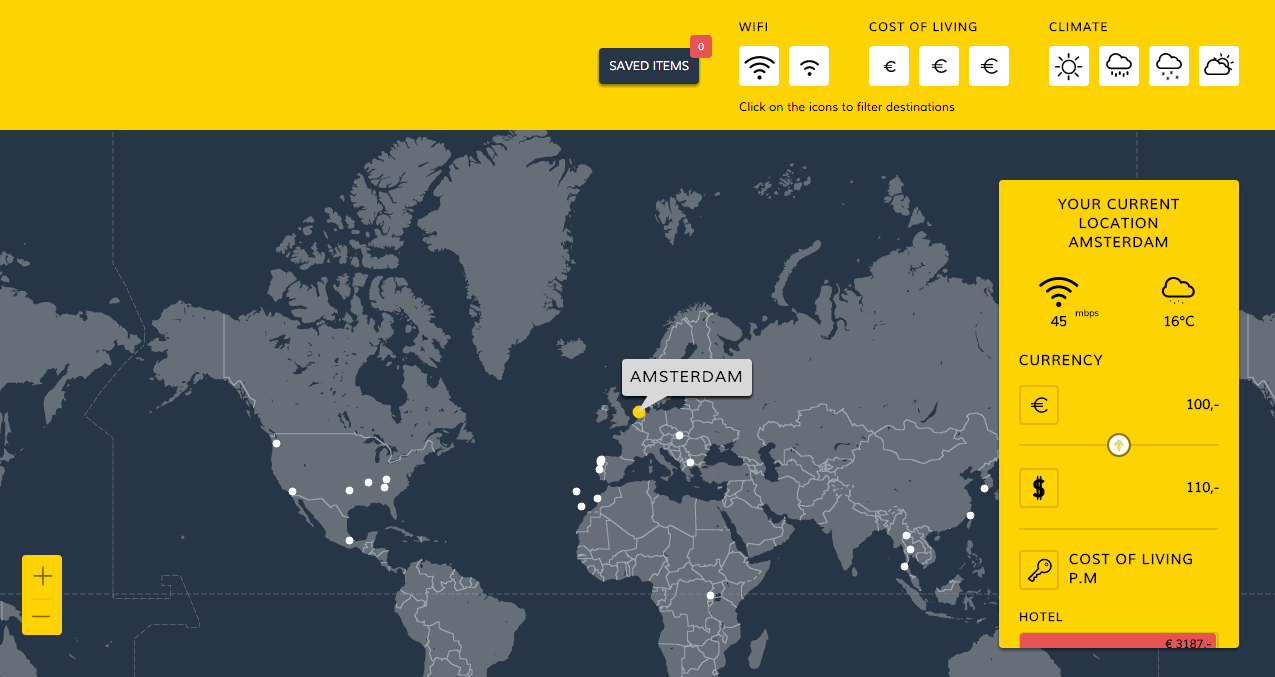 WIFI
COST OF LIVING
CLIMATE
0
SAVED ITEMS
€
€
€
Click on the icons to filter destinations
YOUR CURRENT
LOCATION
AMSTERDAM
45 mbps
16°C
AMSTERDAM
CURRENCY
€
100,-
$
110,-
COST OF LIVING
P.M
HOTEL
€ 3187,-